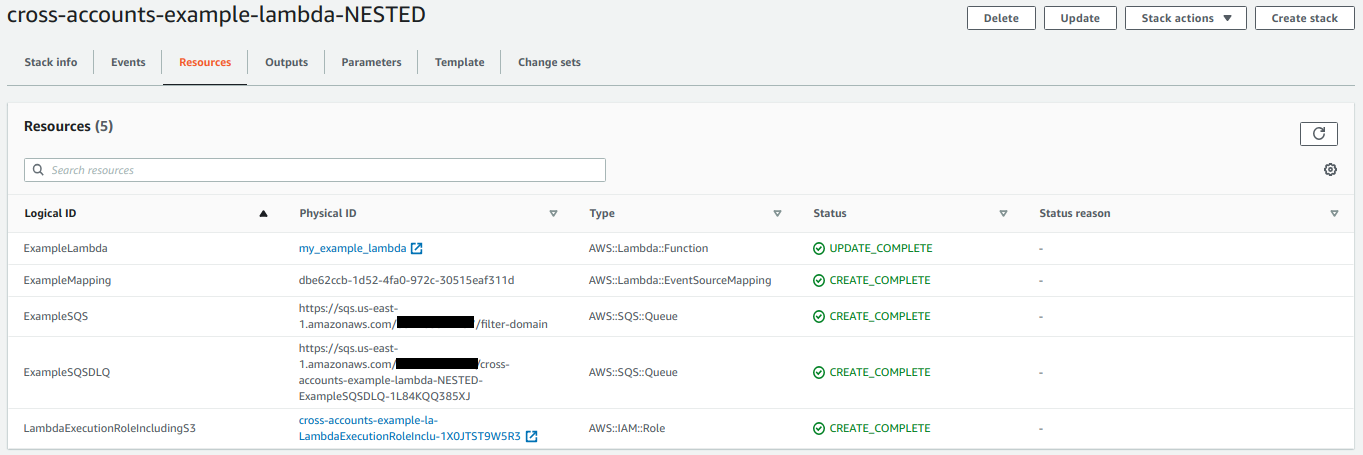 cross-accounts-example-lambda-NESTED
Delete
Update
Stack actions
Create stack
Stack info
Events
Resources
Outputs
Parameters
Template
Change sets
Resources (5)
Search resources
Logical ID
Physical ID
Type
Status
Status reason
ExampleLambda
my_example_lambda
AWS::Lambda::Function
UPDATE_COMPLETE
-
ExampleMapping
dbe62ccb-1d52-4fa0-972c-30515eaf311d
AWS::Lambda::EventSourceMapping
CREATE_COMPLETE
-
ExampleSQS
https://sqs.us-east-
1.amazonaws.com/ /filter-domain
AWS::SQS::Queue
CREATE_COMPLETE
-
ExampleSQSDLQ
https://sqs.us-east-
1.amazonaws.com/ /cross-
accounts-example-lambda-NESTED-
ExampleSQSDLQ-1L84KQQ385XJ
AWS::SQS::Queue
CREATE_COMPLETE
-
LambdaExecutionRoleIncludingS3
cross-accounts-example-la-
LambdaExecutionRoleInclu-1X0JTST9W5R3
AWS::IAM::Role
CREATE_COMPLETE
-